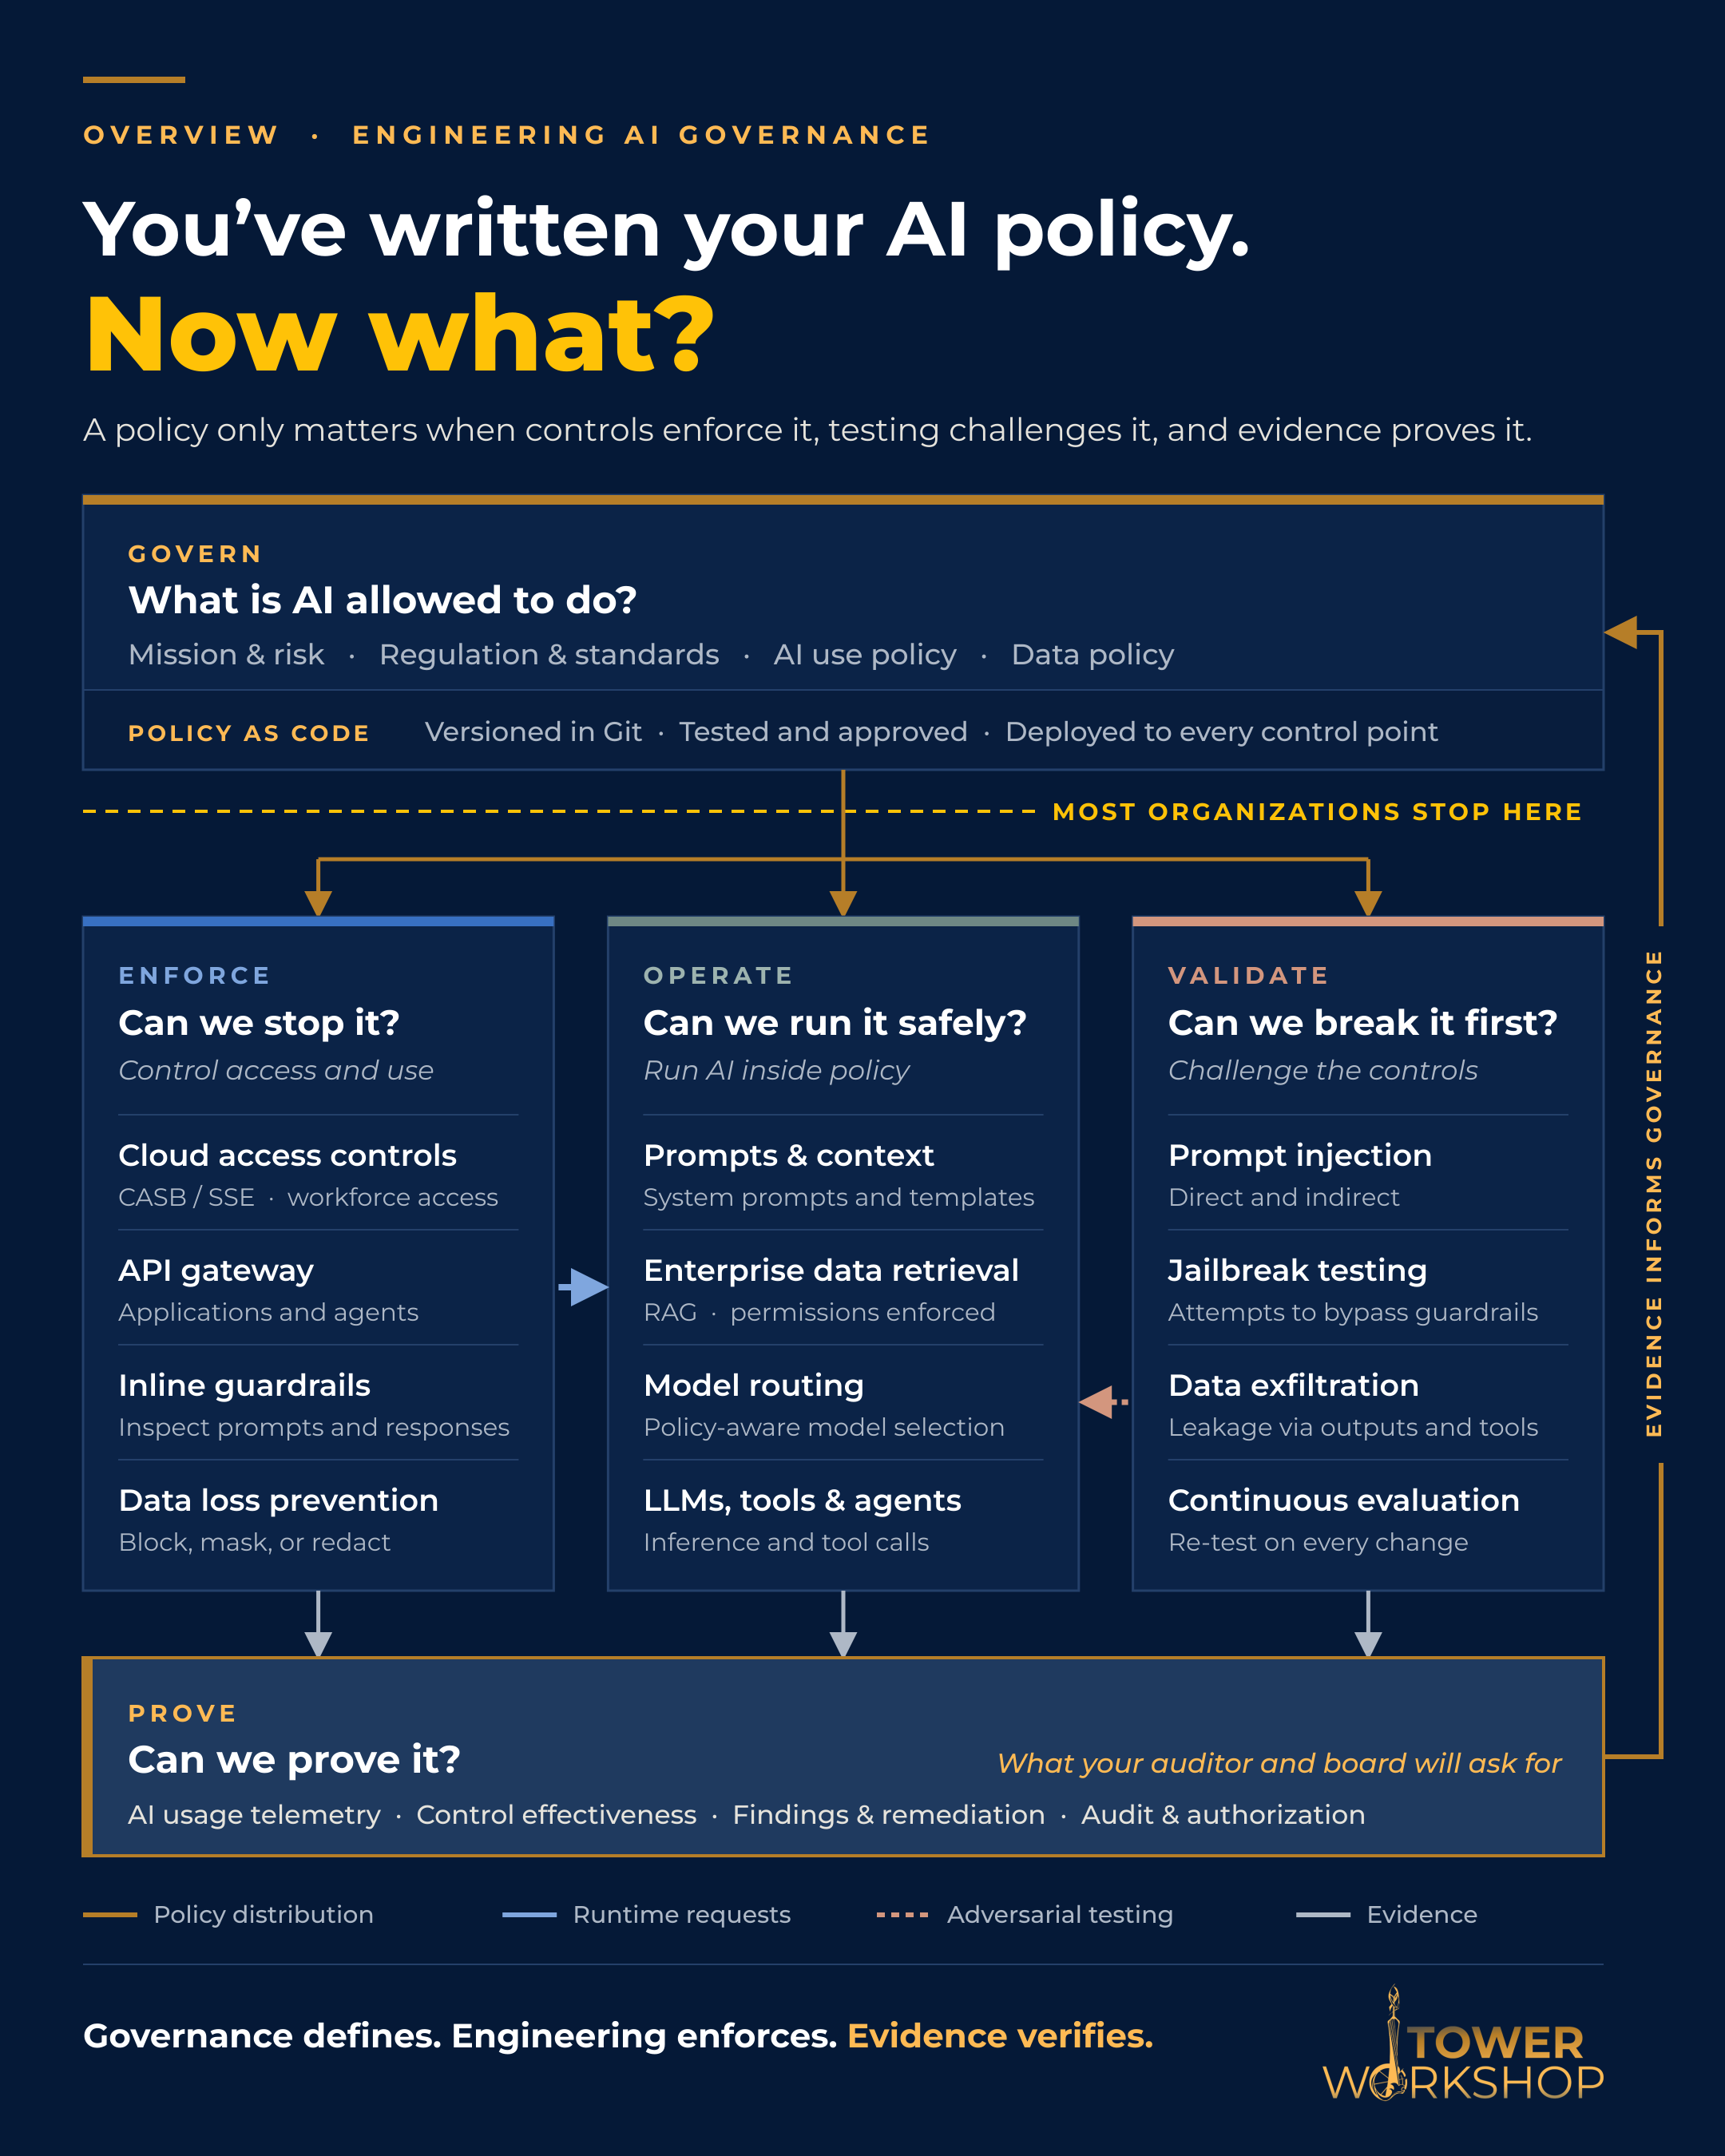 OVERVIEW · ENGINEERING AI GOVERNANCE
You’ve written your AI policy.
Now what?
A policy only matters when controls enforce it, testing challenges it, and evidence proves it.
GOVERN
What is AI allowed to do?
Mission & risk · Regulation & standards · AI use policy · Data policy
POLICY AS CODE Versioned in Git · Tested and approved · Deployed to every control point
MOST ORGANIZATIONS STOP HERE
ENFORCE
Can we stop it?
Control access and use
Cloud access controls
CASB / SSE · workforce access
API gateway
Applications and agents
Inline guardrails
Inspect prompts and responses
Data loss prevention
Block, mask, or redact
OPERATE
Can we run it safely?
Run AI inside policy
Prompts & context
System prompts and templates
Enterprise data retrieval
RAG · permissions enforced
Model routing
Policy-aware model selection
LLMs, tools & agents
Inference and tool calls
VALIDATE
Can we break it first?
Challenge the controls
Prompt injection
Direct and indirect
Jailbreak testing
Attempts to bypass guardrails
Data exfiltration
Leakage via outputs and tools
Continuous evaluation
Re-test on every change
EVIDENCE INFORMS GOVERNANCE
PROVE
Can we prove it?
What your auditor and board will ask for
AI usage telemetry · Control effectiveness · Findings & remediation · Audit & authorization
Policy distribution
Runtime requests
Adversarial testing
Evidence
Governance defines. Engineering enforces. Evidence verifies.
TOWER
WORKSHOP